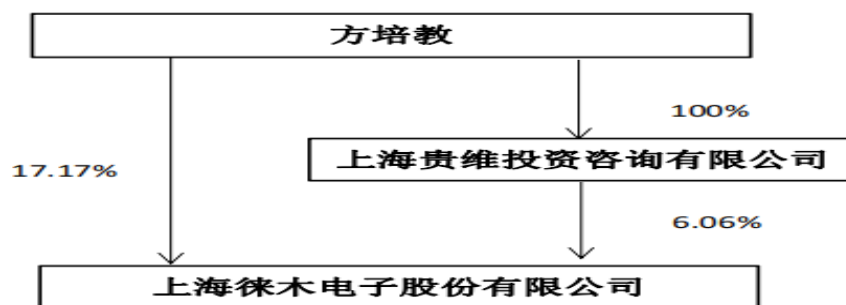 方培教
100%
上海贵维投资咨询有限公司
17.17%
6.06%
上海徕木电子股份有限公司